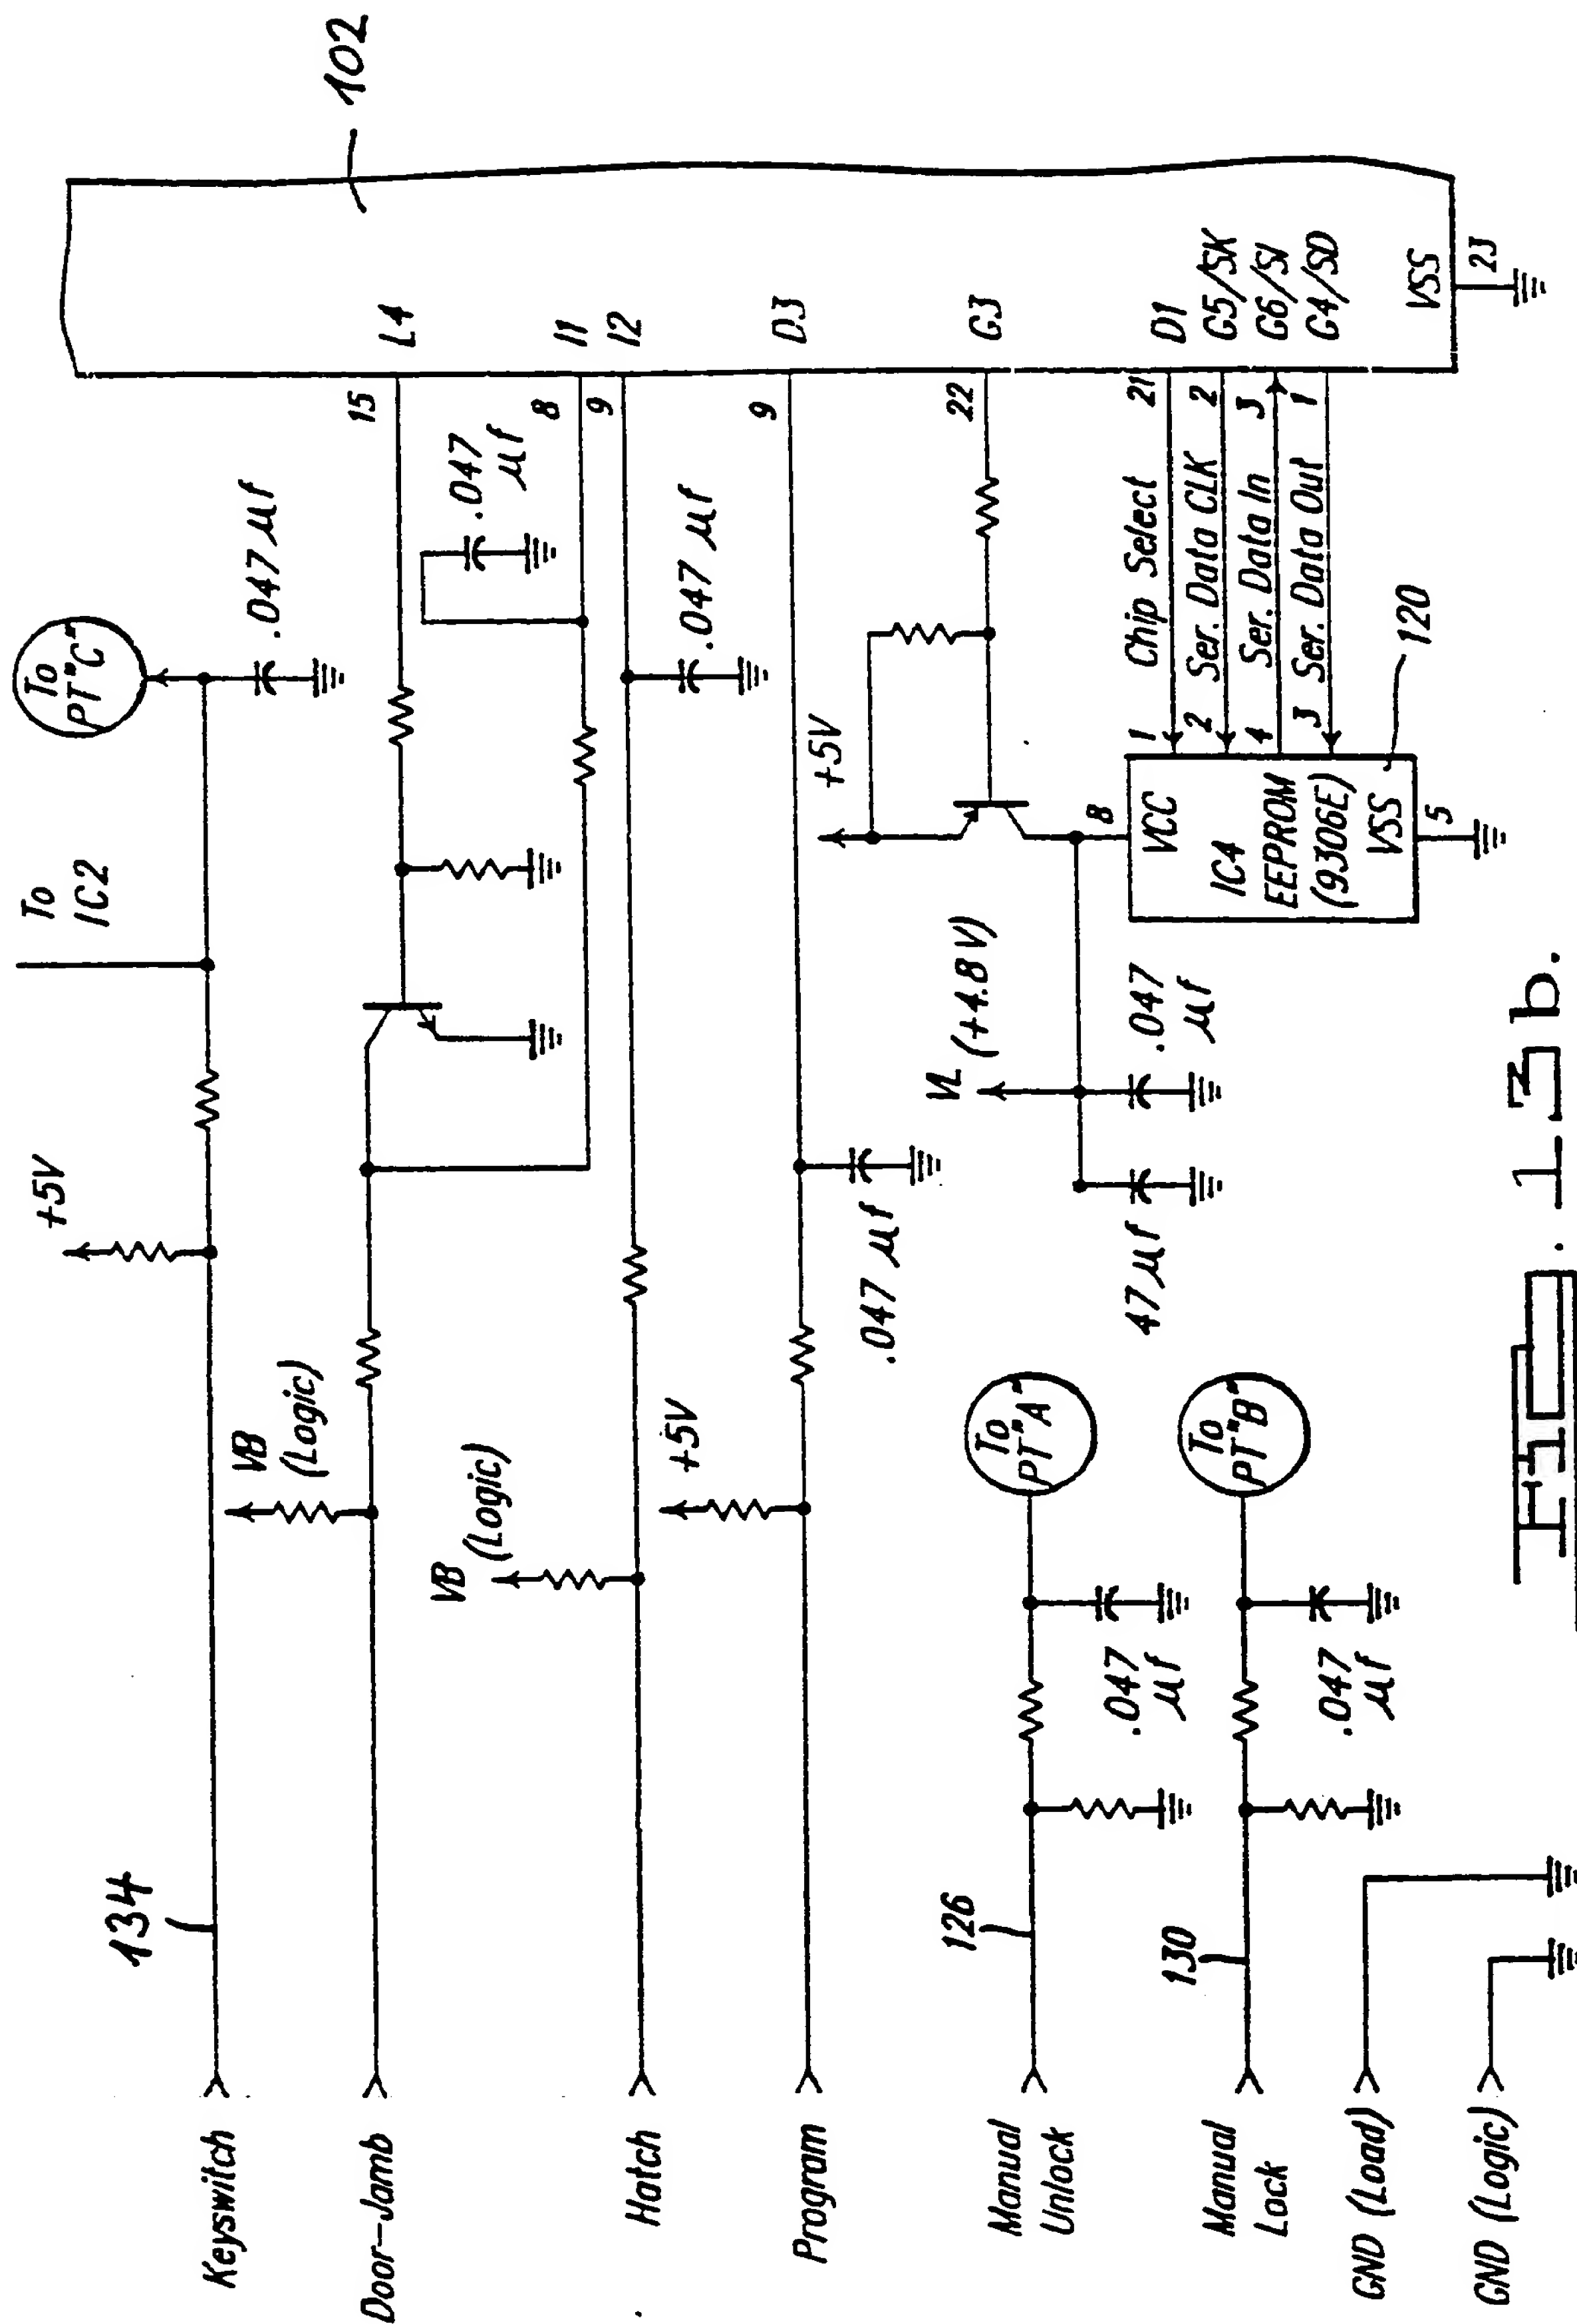 102
To
PT"C"
.047 µf
To
IC2
+5V
134
Keyswitch
L4
15
.047
µf
VB
(Logic)
Door-Jamb
I1
8
I2
9
.047 µf
VB
(Logic)
Hatch
D3
9
+5V
.047 µf
Program
G3
22
+5V
VL (+4.8V)
.047
µf
47 µf
8
VCC
IC4
EEPROM
(9306E)
VSS
5
120
1 Chip Select 21 D1
2 Ser. Data CLK 2 G5/SK
4 Ser. Data In 3 G6/SI
3 Ser. Data Out 1 G4/SD
VSS
23
126
Manual
Unlock
.047
µf
To
PT"A"
130
Manual
Lock
.047
µf
To
PT"B"
GND (Load)
GND (Logic)
FIG. 13b.